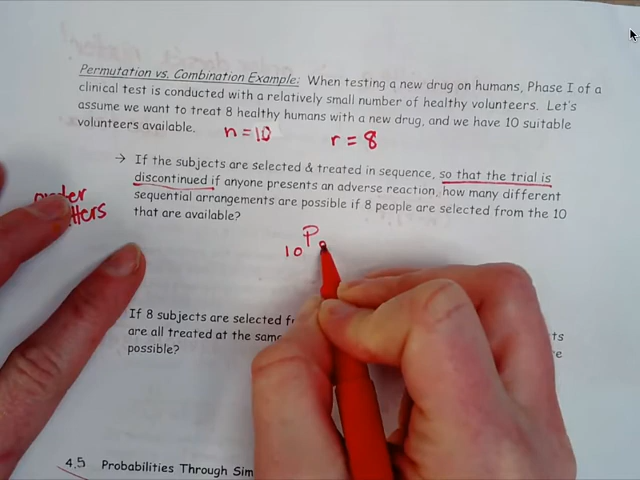 Permutation vs. Combination Example: When testing a new drug on humans, Phase I of a
clinical test is conducted with a relatively small number of healthy volunteers. Let's
assume we want to treat 8 healthy humans with a new drug, and we have 10 suitable
volunteers available. n=10 r=8
→ If the subjects are selected & treated in sequence, so that the trial is
discontinued if anyone presents an adverse reaction, how many different
sequential arrangements are possible if 8 people are selected from the 10
that are available?
10 P
If 8 subjects are selected
are all treated at the
possible?
4.5 Probabilities Through